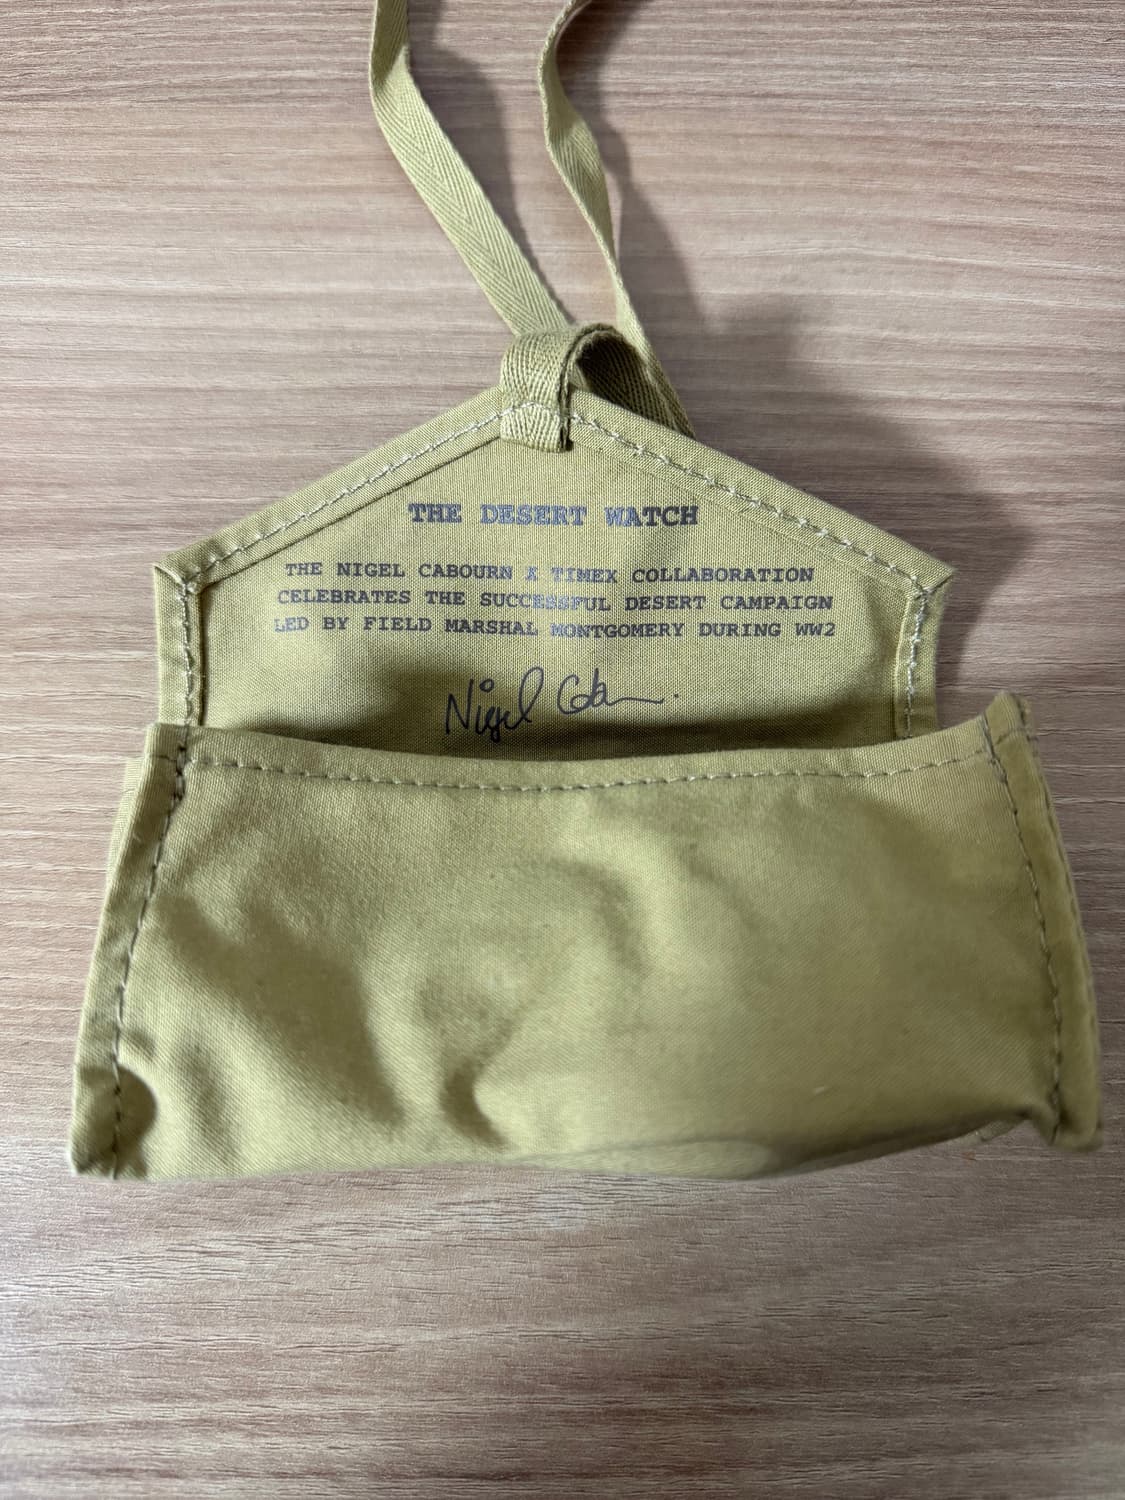 THE DESERT WATCH
THE NIGEL CABOURN X TIMEX COLLABORATION
CELEBRATES THE SUCCESSFUL DESERT CAMPAIGN
LED BY FIELD MARSHAL MONTGOMERY DURING WW2
Nigel